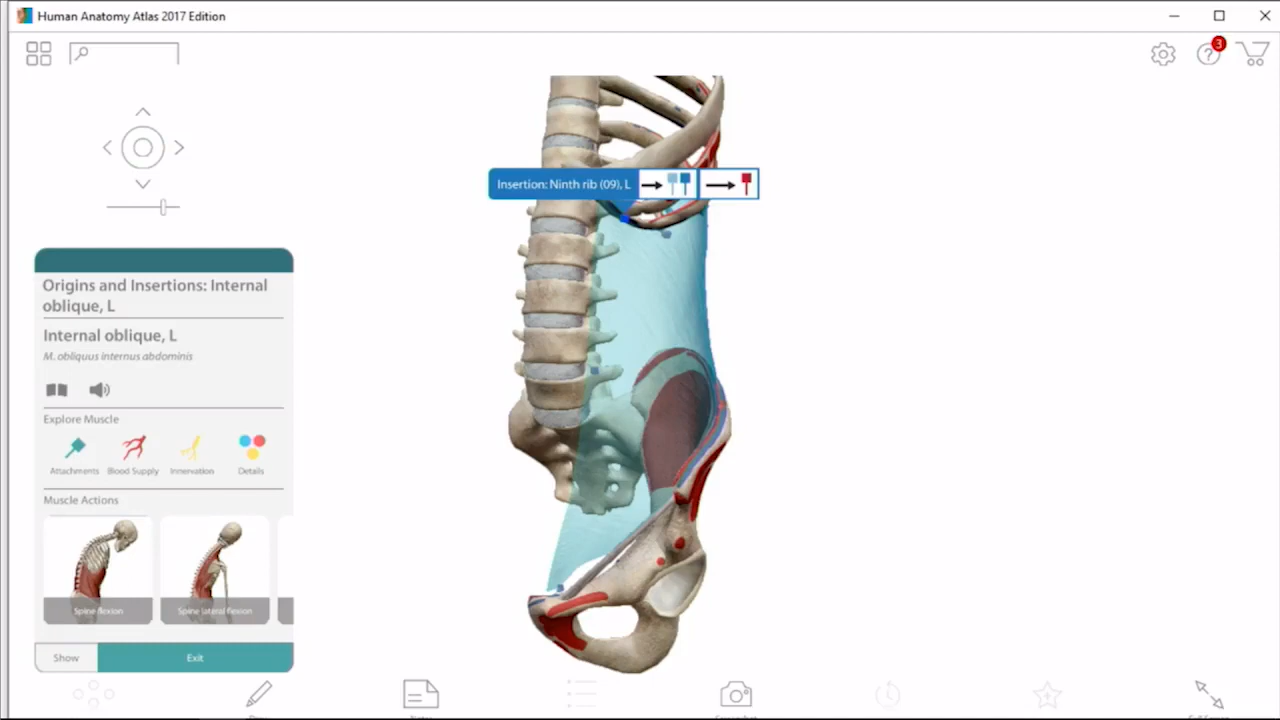 Human Anatomy Atlas 2017 Edition
3
Insertion: Ninth rib (09), L
Origins and Insertions: Internal
oblique, L
Internal oblique, L
M. obliquus internus abdominis
Explore Muscle
Attachments Blood Supply Innervation Details
Muscle Actions
Spine flexion Spine lateral flexion
Show Exit